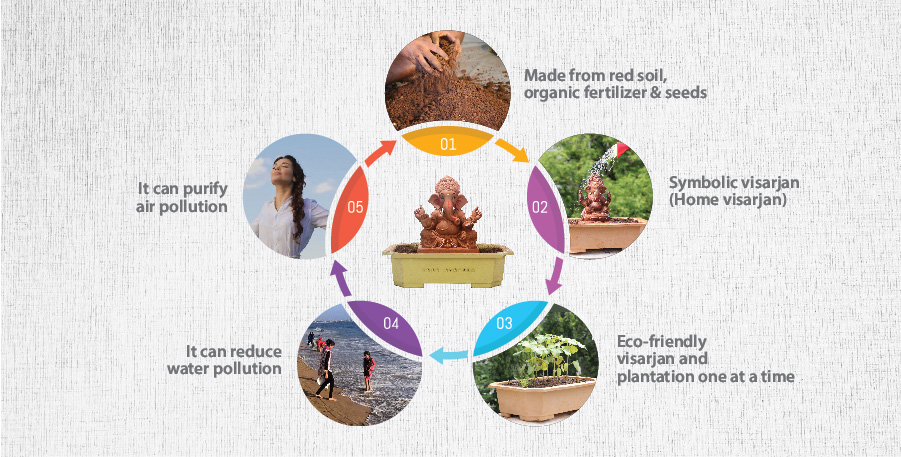 01
Made from red soil,
organic fertilizer & seeds
02
Symbolic visarjan
(Home visarjan)
03
Eco-friendly
visarjan and
plantation one at a time
04
It can reduce
water pollution
05
It can purify
air pollution